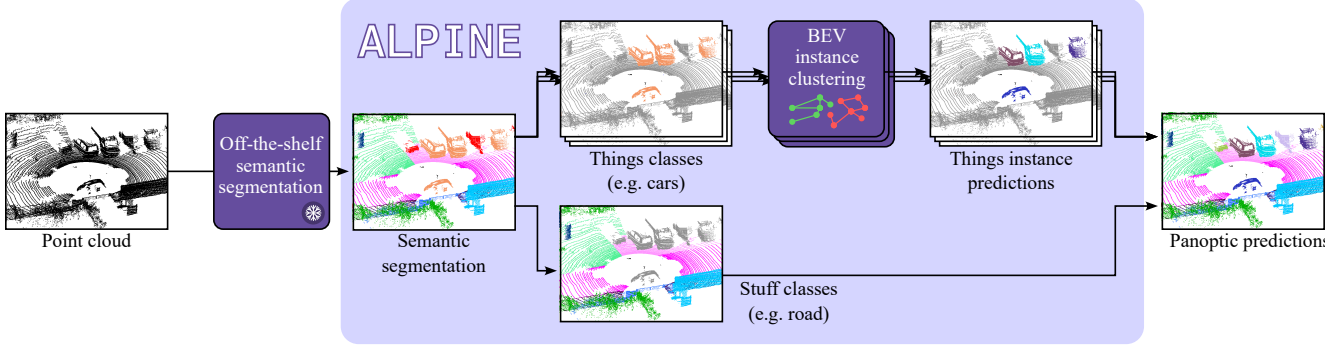 ALPINE
BEV
instance
clustering
Off-the-shelf
semantic
segmentation
Things classes
(e.g. cars)
Things instance
predictions
Point cloud
Semantic
segmentation
Panoptic predictions
Stuff classes
(e.g. road)